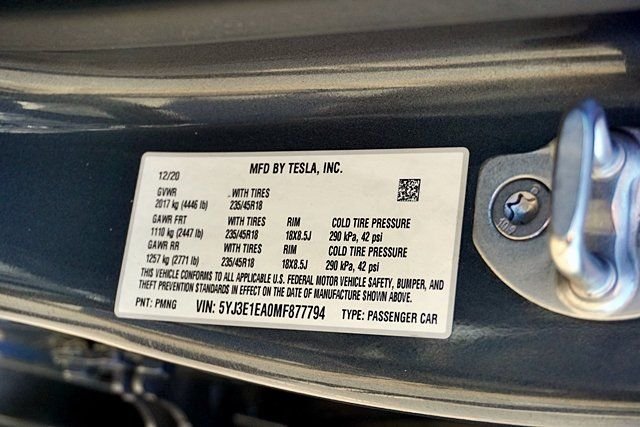 12/20 MFD BY TESLA, INC.
GVWR WITH TIRES
2017 kg (4446 lb) 235/45R18
GAWR FRT WITH TIRES RIM COLD TIRE PRESSURE
1110 kg (2447 lb) 235/45R18 18X8.5J 290 kPa, 42 psi
GAWR RR WITH TIRES RIM COLD TIRE PRESSURE
1257 kg (2771 lb) 235/45R18 18X8.5J 290 kPa, 42 psi
THIS VEHICLE CONFORMS TO ALL APPLICABLE U.S. FEDERAL MOTOR VEHICLE SAFETY, BUMPER, AND
THEFT PREVENTION STANDARDS IN EFFECT ON THE DATE OF MANUFACTURE SHOWN ABOVE.
PNT: PMNG VIN: 5YJ3E1EA0MF877794 TYPE: PASSENGER CAR